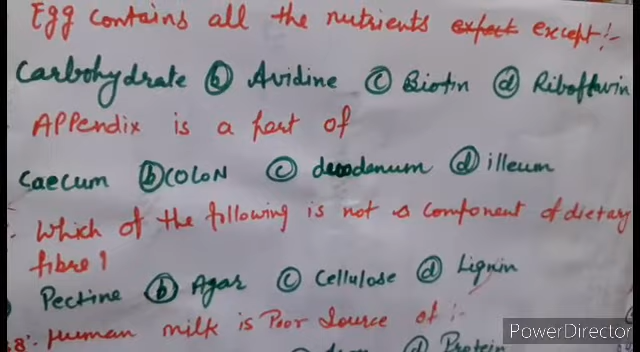 Egg contains all the nutrients expect except:-
Carbohydrate (b) Avidine (c) Biotin (d) Riboflavin
Appendix is a part of
Caecum (b) COLON (c) deodenum (d) illeum
Which of the following is not a component of dietary
fibre?
Pectine (b) Agar (c) Cellulose (d) Lignin
8:. Human milk is Poor Source of :-
(d) Protein
PowerDirector